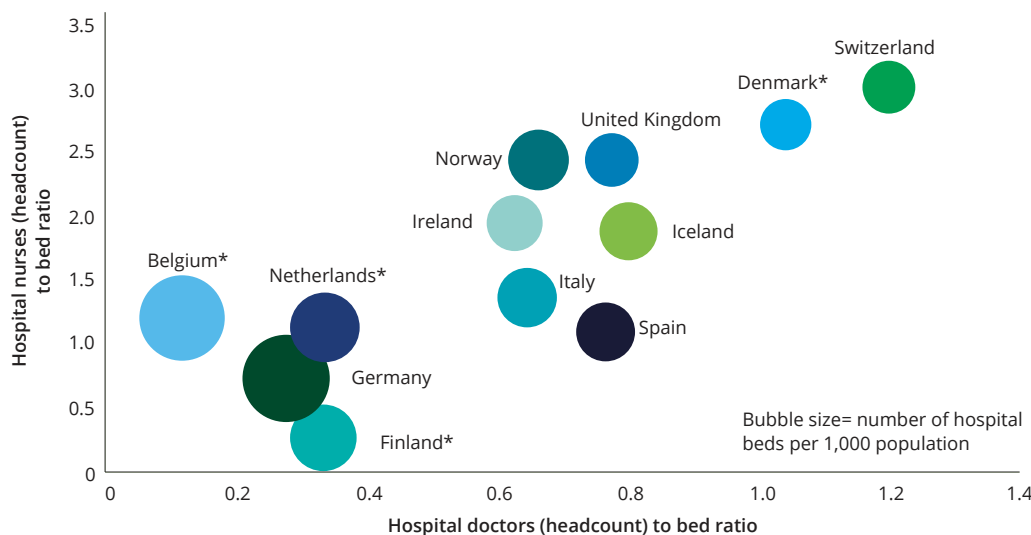 3.5
3.0
2.5
2.0
1.5
1.0
0.5
0
Hospital nurses (headcount)
to bed ratio
Switzerland
Denmark*
United Kingdom
Norway
Ireland
Iceland
Belgium*
Netherlands*
Italy
Spain
Germany
Finland*
Bubble size= number of hospital
beds per 1,000 population
0 0.2 0.4 0.6 0.8 1.0 1.2 1.4
Hospital doctors (headcount) to bed ratio